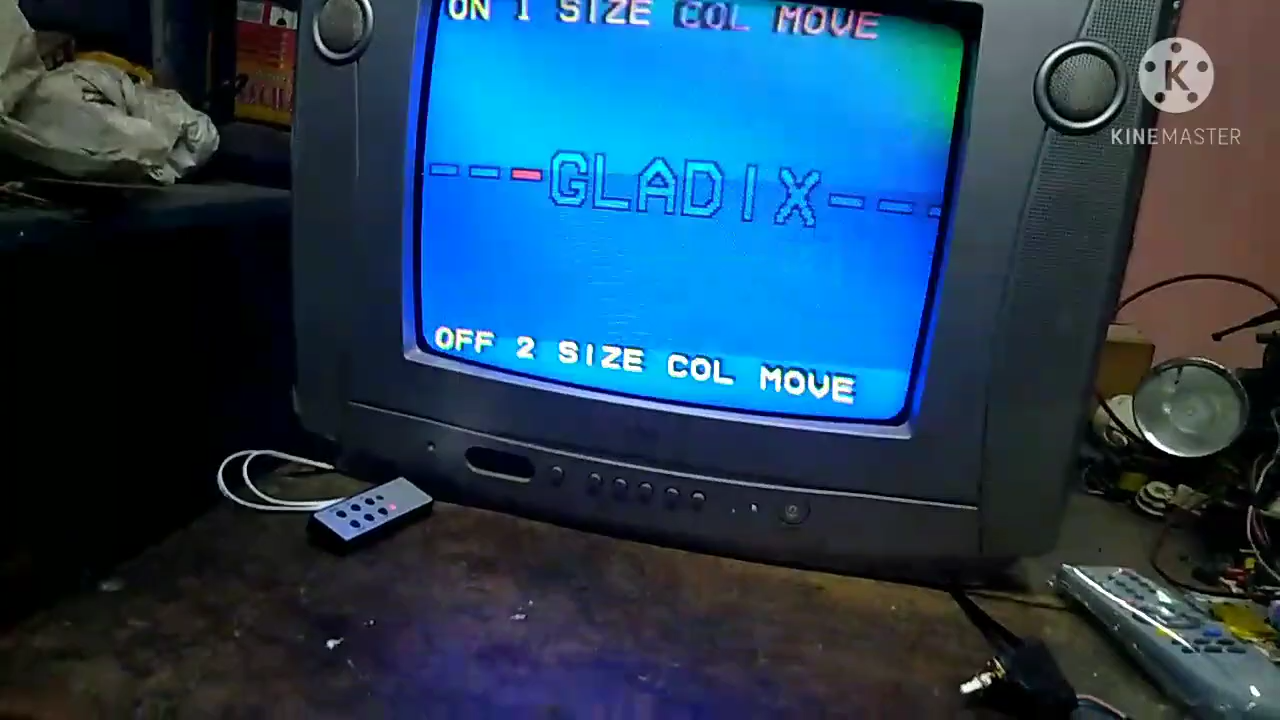 ON 1 SIZE COL MOVE
K
KINEMASTER
---GLADIX---
OFF 2 SIZE COL MOVE